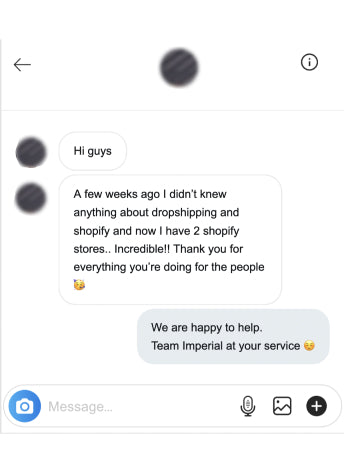 Hi guys
A few weeks ago I didn't knew
anything about dropshipping and
shopify and now I have 2 shopify
stores.. Incredible!! Thank you for
everything you're doing for the people
🥳
We are happy to help.
Team Imperial at your service ☺️
Message...